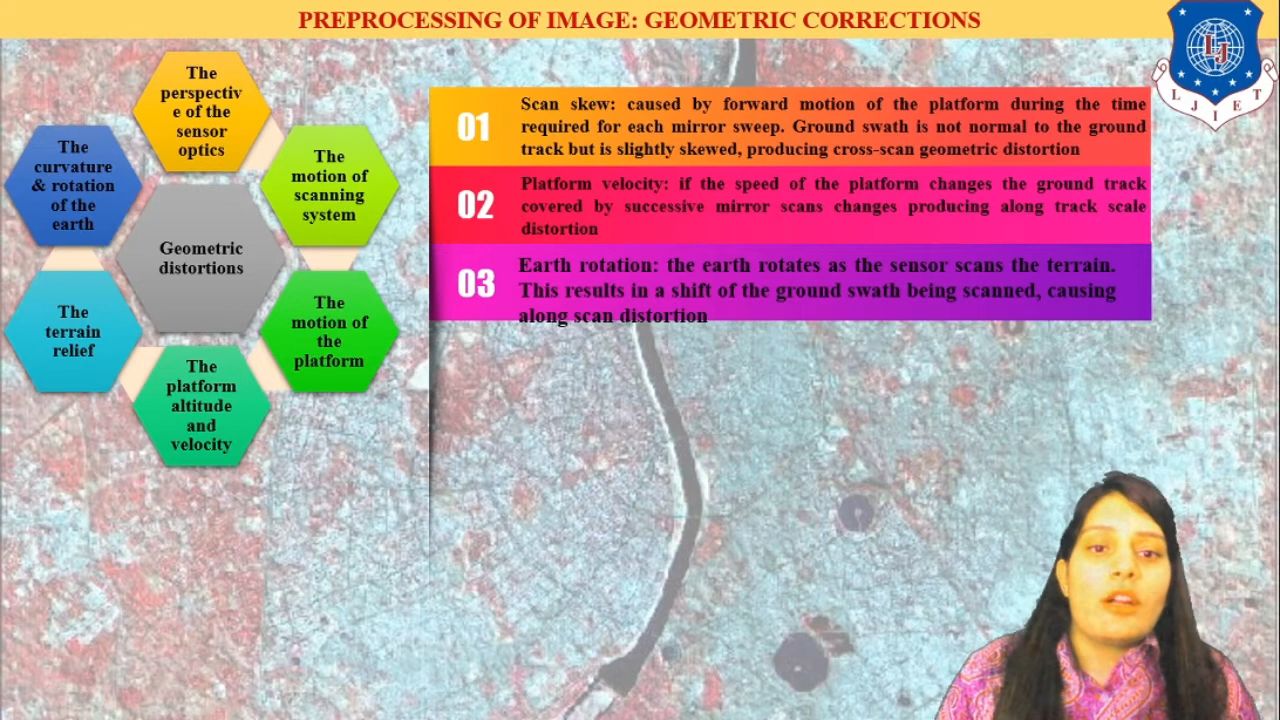 PREPROCESSING OF IMAGE: GEOMETRIC CORRECTIONS
The
perspectiv
e of the
sensor
optics
The
curvature
& rotation
of the
earth
The
motion of
scanning
system
Geometric
distortions
The
terrain
relief
The
motion of
the
platform
The
platform
altitude
and
velocity
01
Scan skew: caused by forward motion of the platform during the time
required for each mirror sweep. Ground swath is not normal to the ground
track but is slightly skewed, producing cross-scan geometric distortion
02
Platform velocity: if the speed of the platform changes the ground track
covered by successive mirror scans changes producing along track scale
distortion
03
Earth rotation: the earth rotates as the sensor scans the terrain.
This results in a shift of the ground swath being scanned, causing
along scan distortion
LJ
L J I E T